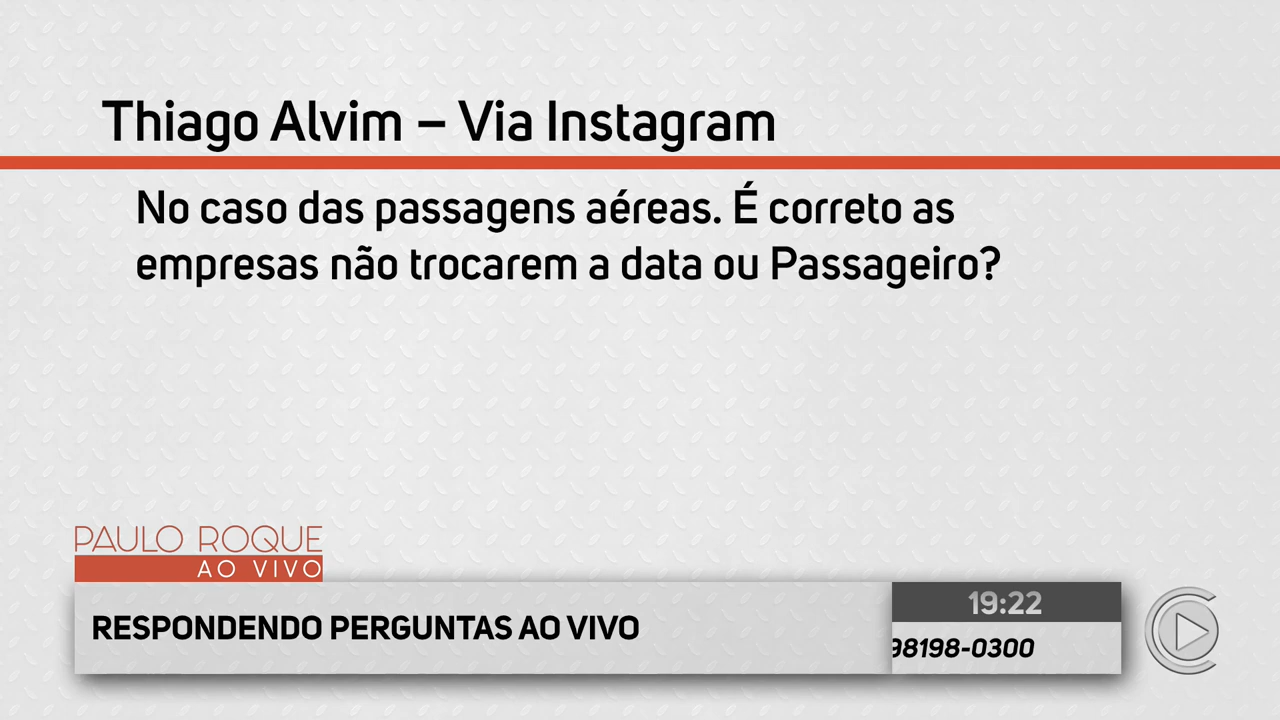 Thiago Alvim – Via Instagram
No caso das passagens aéreas. É correto as
empresas não trocarem a data ou Passageiro?
PAULO ROQUE
AO VIVO
RESPONDENDO PERGUNTAS AO VIVO
19:22
98198-0300